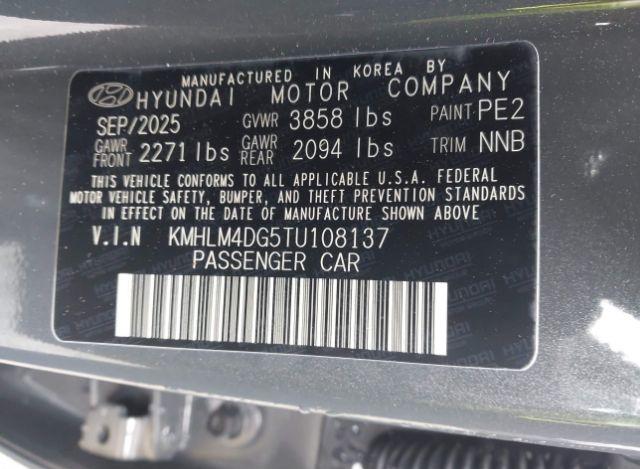 MANUFACTURED IN KOREA BY
HYUNDAI MOTOR COMPANY
SEP/2025 GVWR 3858 lbs PAINT PE2
GAWR FRONT 2271 lbs GAWR REAR 2094 lbs TRIM NNB
THIS VEHICLE CONFORMS TO ALL APPLICABLE U.S.A. FEDERAL
MOTOR VEHICLE SAFETY, BUMPER, AND THEFT PREVENTION STANDARDS
IN EFFECT ON THE DATE OF MANUFACTURE SHOWN ABOVE
V.I.N KMHLM4DG5TU108137
PASSENGER CAR